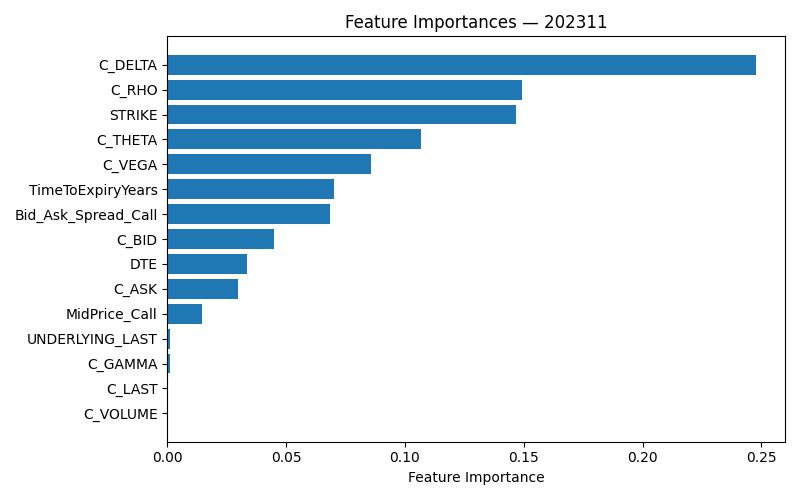 Feature Importances — 202311
C_DELTA
C_RHO
STRIKE
C_THETA
C_VEGA
TimeToExpiryYears
Bid_Ask_Spread_Call
C_BID
DTE
C_ASK
MidPrice_Call
UNDERLYING_LAST
C_GAMMA
C_LAST
C_VOLUME
0.00 0.05 0.10 0.15 0.20 0.25
Feature Importance